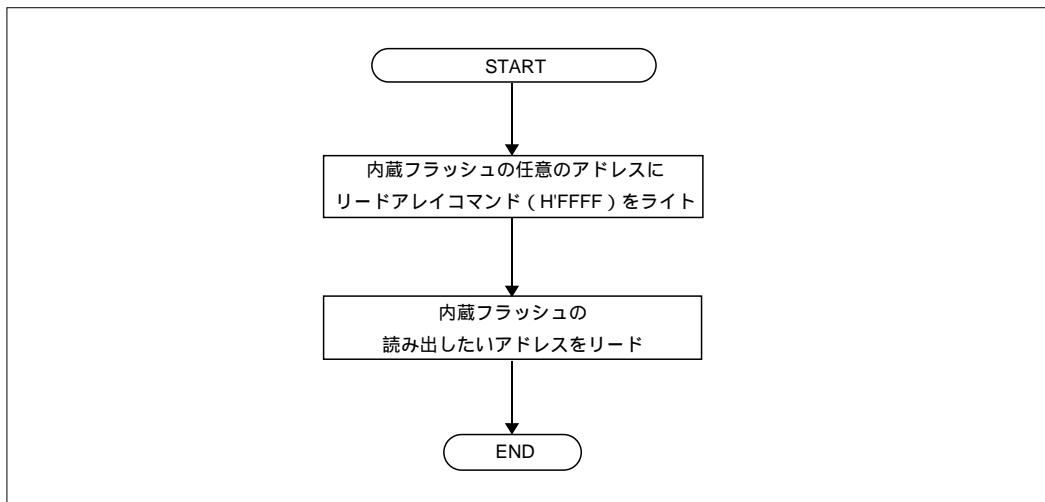 START
内蔵フラッシュの任意のアドレスに
リードアレイコマンド（H'FFFF）をライト
内蔵フラッシュの
読み出したいアドレスをリード
END